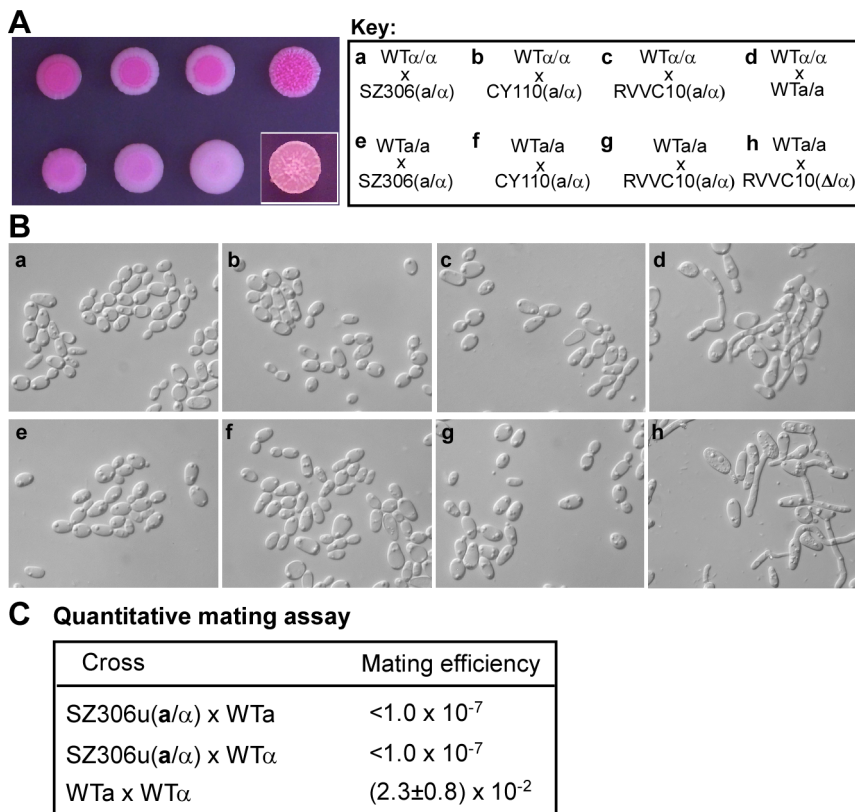 A
Key:
a WTα/α b WTα/α c WTα/α d WTα/α
x x x x
SZ306(a/α) CY110(a/α) RVVC10(a/α) WTa/a
e WTa/a f WTa/a g WTa/a h WTa/a
x x x x
SZ306(a/α) CY110(a/α) RVVC10(a/α) RVVC10(Δ/α)
B
a b c d
e f g h
C Quantitative mating assay
Cross Mating efficiency
SZ306u(a/α) x WTa <1.0 x 10⁻⁷
SZ306u(a/α) x WTα <1.0 x 10⁻⁷
WTa x WTα (2.3±0.8) x 10⁻²